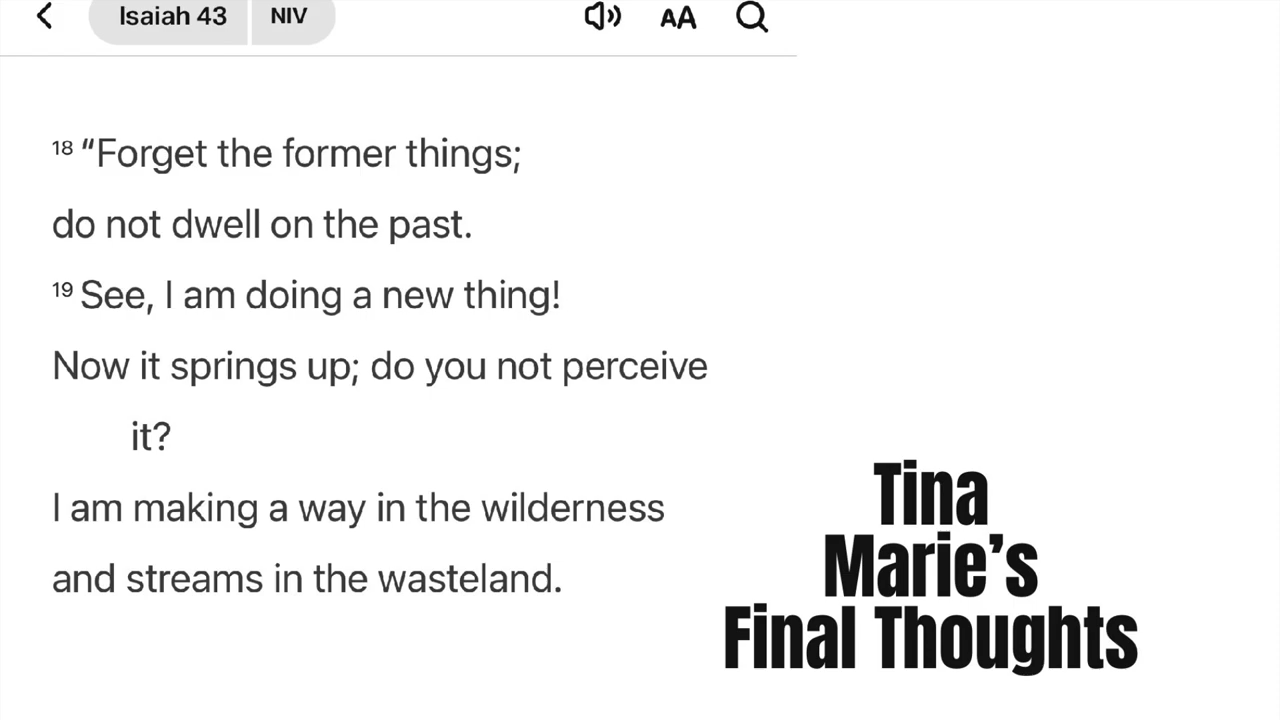 Isaiah 43 NIV AA
18 “Forget the former things;
do not dwell on the past.
19 See, I am doing a new thing!
Now it springs up; do you not perceive
it?
I am making a way in the wilderness
and streams in the wasteland.
Tina
Marie’s
Final Thoughts